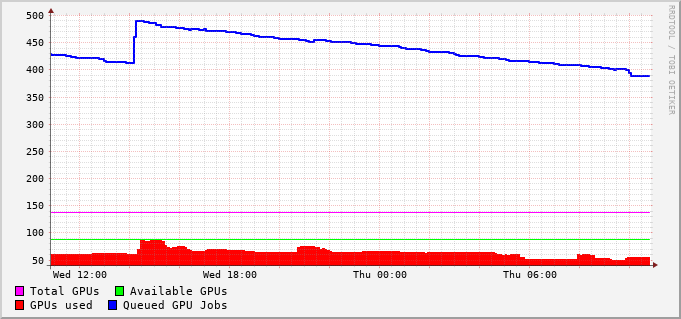 500
450
400
350
300
250
200
150
100
50
Wed 12:00 Wed 18:00 Thu 00:00 Thu 06:00
Total GPUs Available GPUs
GPUs used Queued GPU Jobs
RRDTOOL / TOBI OETIKER